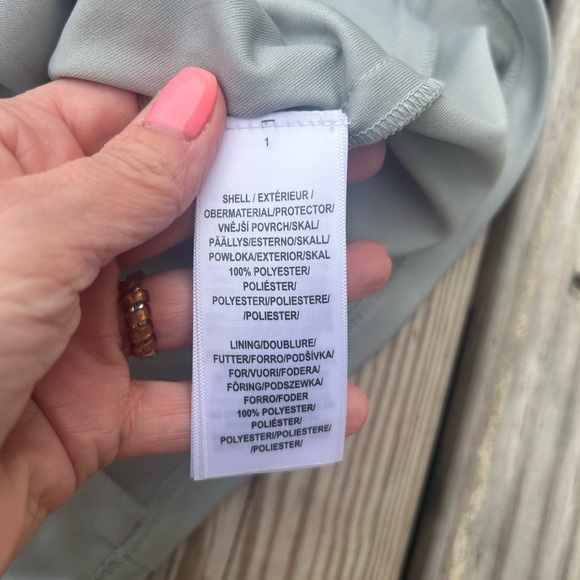 1
SHELL / EXTÉRIEUR /
OBERMATERIAL/PROTECTOR/
VNĚJŠÍ POVRCH/SKAL/
PÄÄLLYS/ESTERNO/SKALL/
POWŁOKA/EXTERIOR/SKAL
100% POLYESTER/
POLIÉSTER/
POLYESTERI/POLIESTERE/
/POLIESTER/
LINING/DOUBLURE/
FUTTER/FORRO/PODŠÍVKA/
FOR/VUORI/FODERA/
FÔRING/PODSZEWKA/
FORRO/FODER
100% POLYESTER/
POLIÉSTER/
POLYESTERI/POLIESTERE/
/POLIESTER/